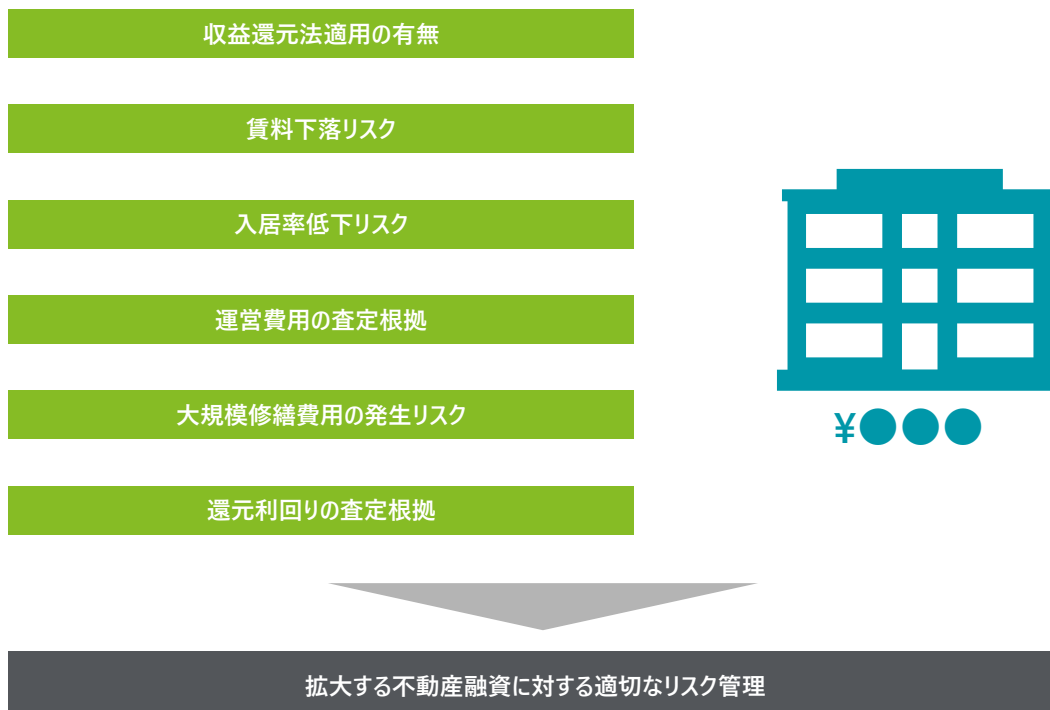 収益還元法適用の有無
賃料下落リスク
入居率低下リスク
運営費用の査定根拠
大規模修繕費用の発生リスク
還元利回りの査定根拠
¥●●●
拡大する不動産融資に対する適切なリスク管理